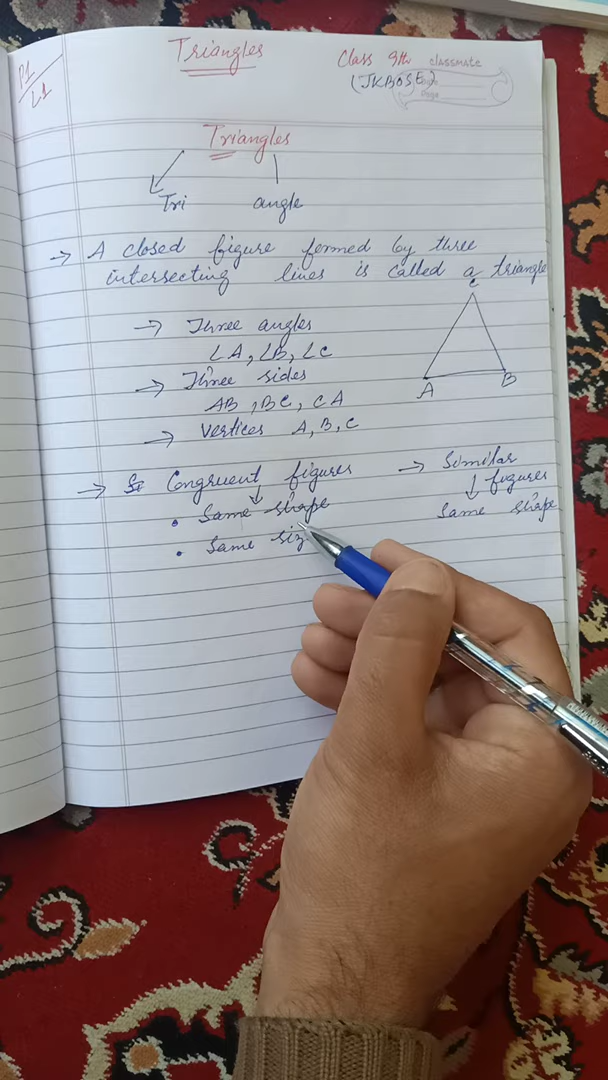 P1
L1
Triangles
Class 9th classmate
(JKBOSE)
Triangles
Tri angle
→ A closed figure formed by three
intersecting lines is called a triangle
C
→ Three angles
∠A, ∠B, ∠C
→ Three sides
A B
AB, BC, CA
→ Vertices A, B, C
→ Congruent figures → Similar figures
• Same shape Same shape
• Same siz